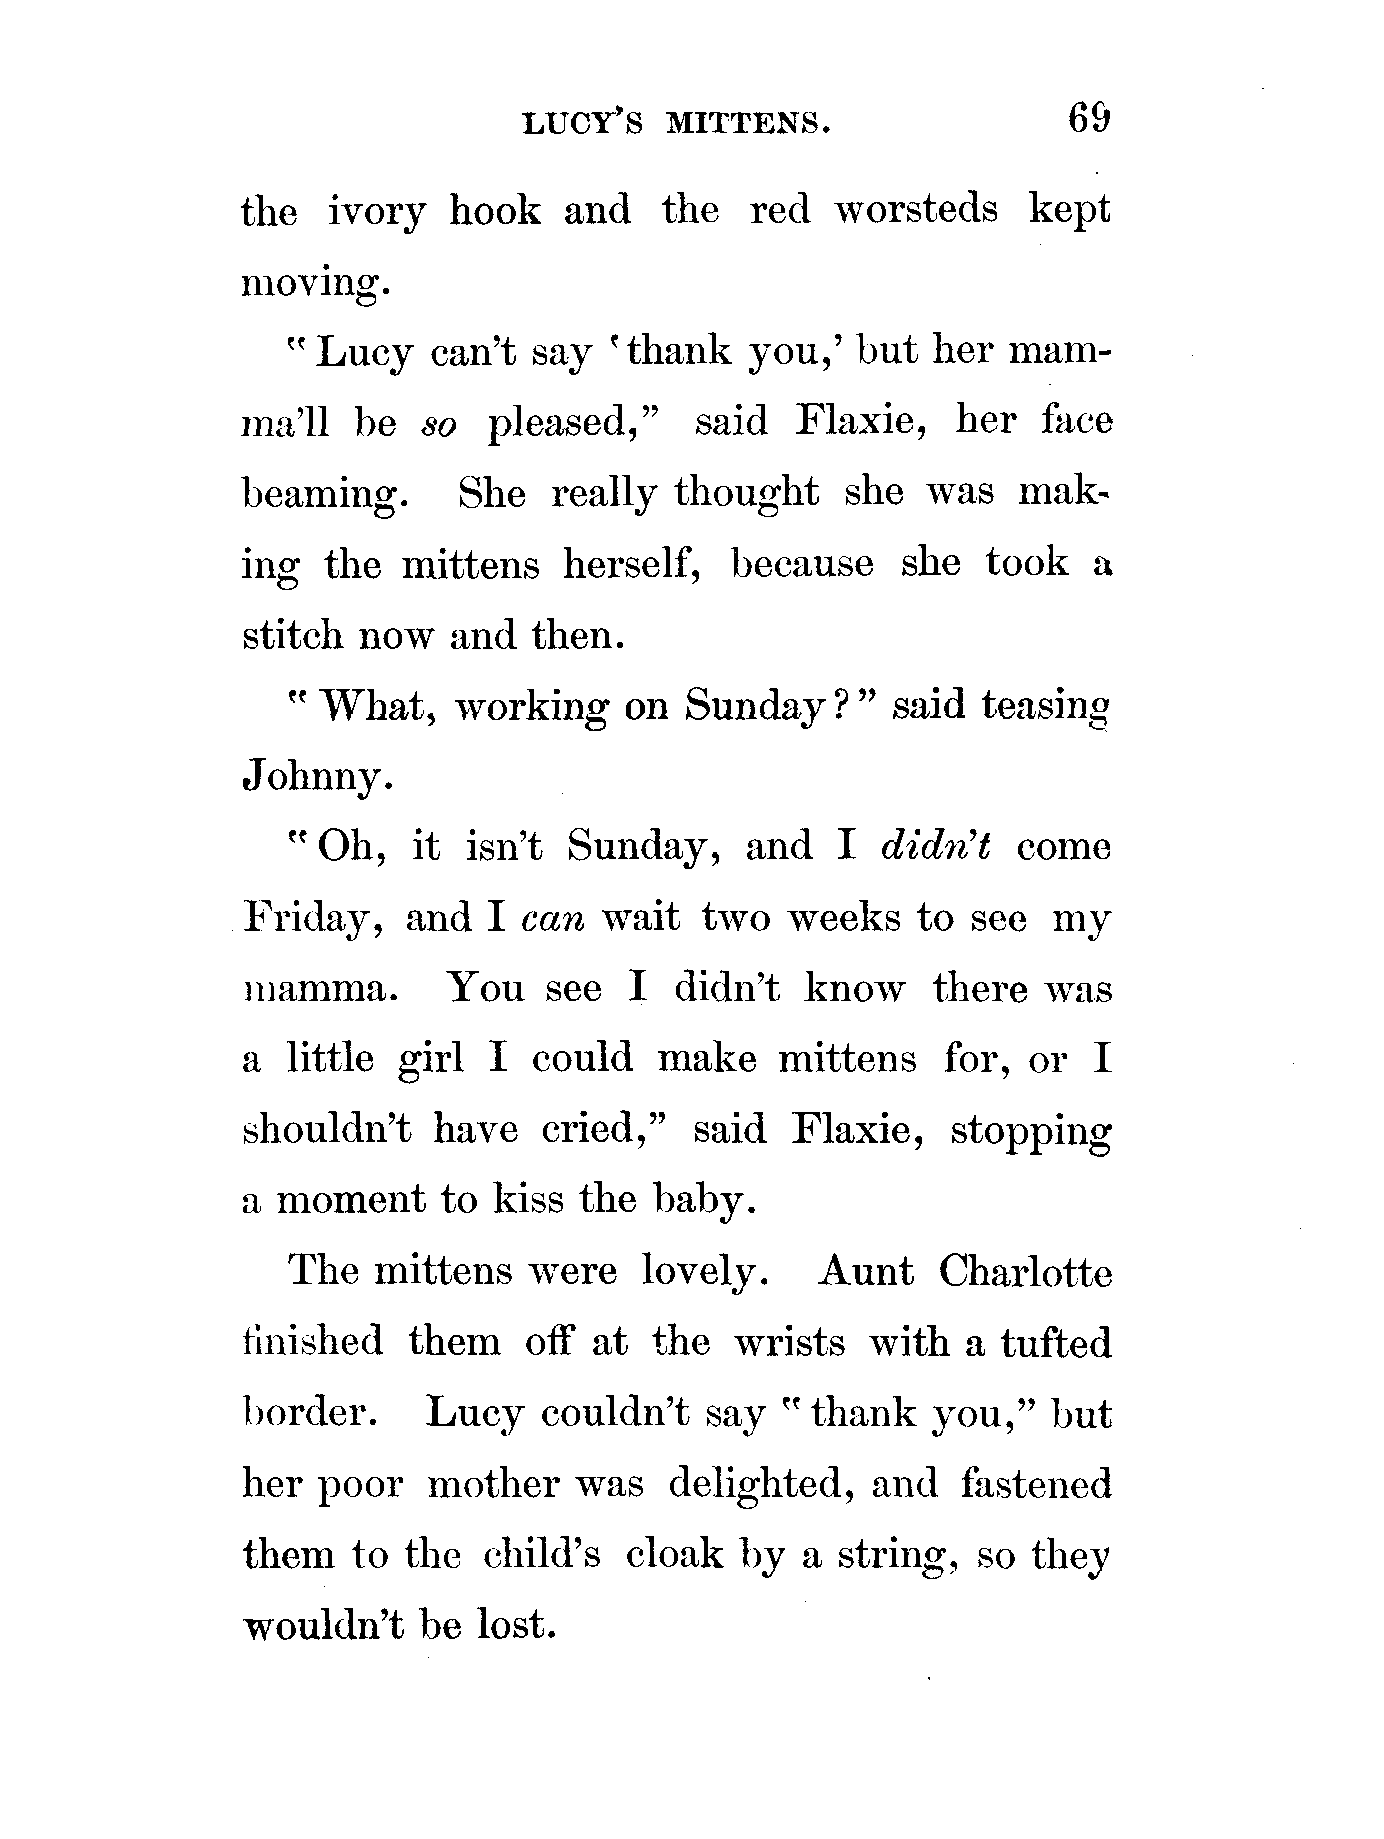 LUCY'S MITTENS. 69
the ivory hook and the red worsteds kept
moving.
"Lucy can't say 'thank you,' but her mam-
ma'll be so pleased," said Flaxie, her face
beaming. She really thought she was mak-
ing the mittens herself, because she took a
stitch now and then.
"What, working on Sunday?" said teasing
Johnny.
"Oh, it isn't Sunday, and I didn't come
Friday, and I can wait two weeks to see my
mamma. You see I didn't know there was
a little girl I could make mittens for, or I
shouldn't have cried," said Flaxie, stopping
a moment to kiss the baby.
The mittens were lovely. Aunt Charlotte
finished them off at the wrists with a tufted
border. Lucy couldn't say "thank you," but
her poor mother was delighted, and fastened
them to the child's cloak by a string, so they
wouldn't be lost.